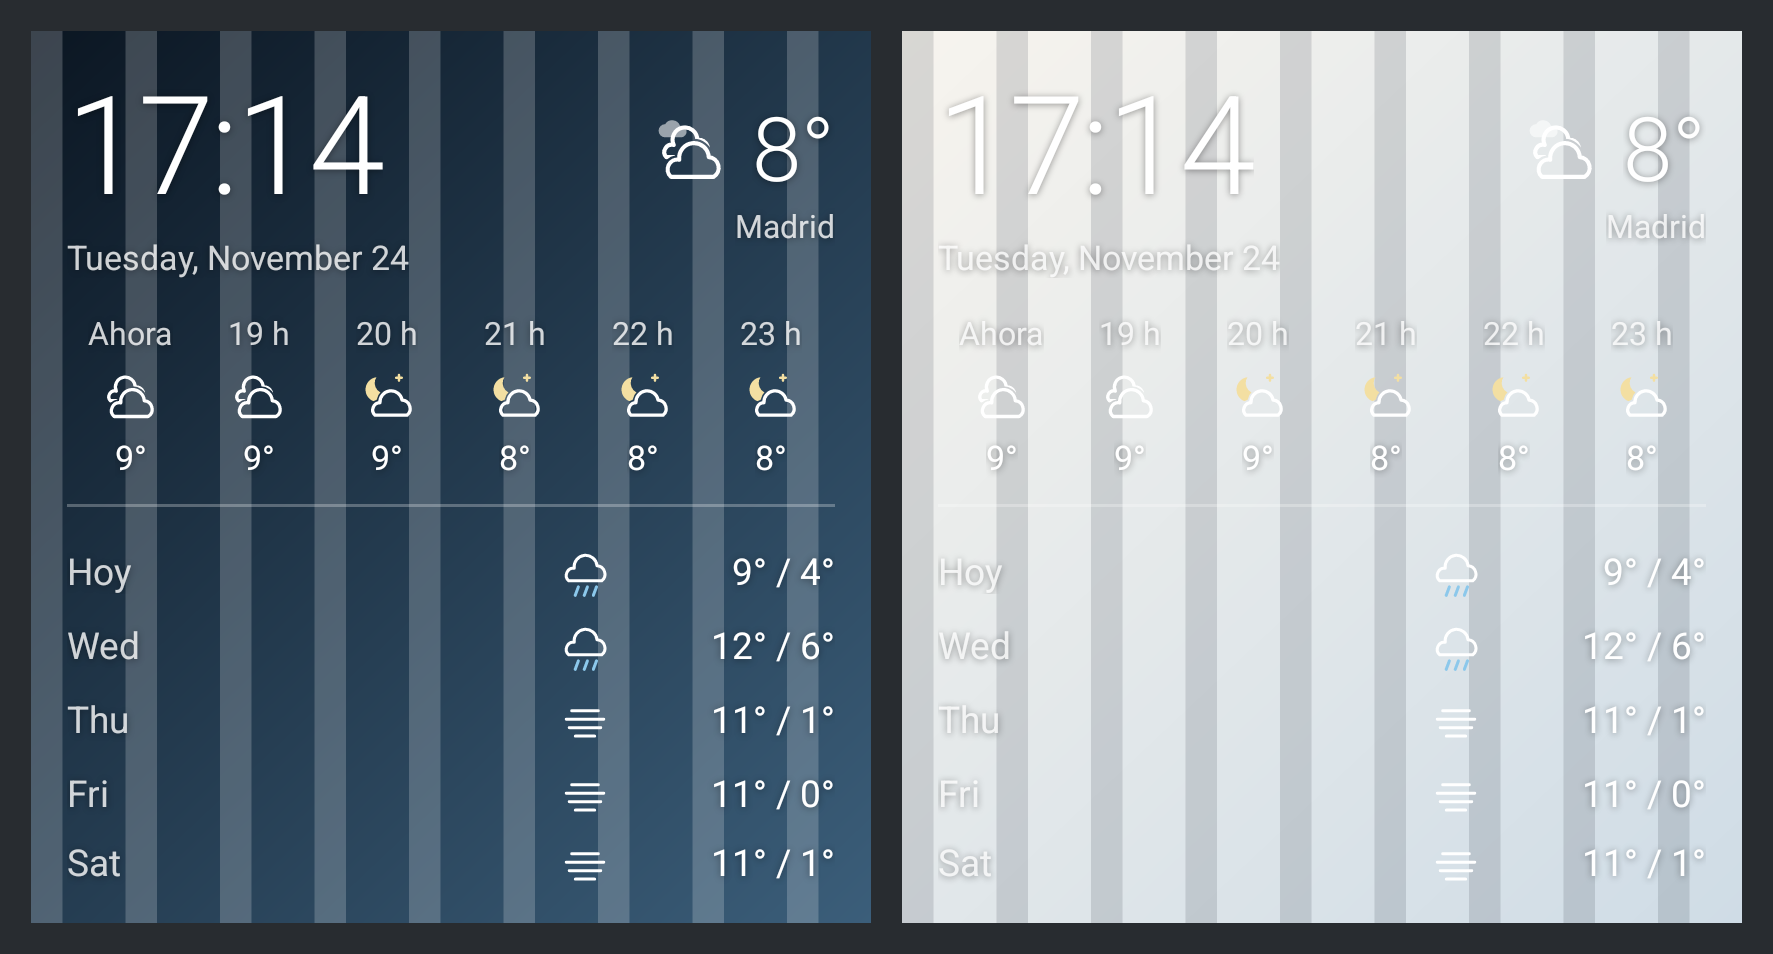 17:14
8°
Madrid
Tuesday, November 24
Ahora 19 h 20 h 21 h 22 h 23 h
9° 9° 9° 8° 8° 8°
Hoy 9° / 4°
Wed 12° / 6°
Thu 11° / 1°
Fri 11° / 0°
Sat 11° / 1°
17:14
8°
Madrid
Tuesday, November 24
Ahora 19 h 20 h 21 h 22 h 23 h
9° 9° 9° 8° 8° 8°
Hoy 9° / 4°
Wed 12° / 6°
Thu 11° / 1°
Fri 11° / 0°
Sat 11° / 1°